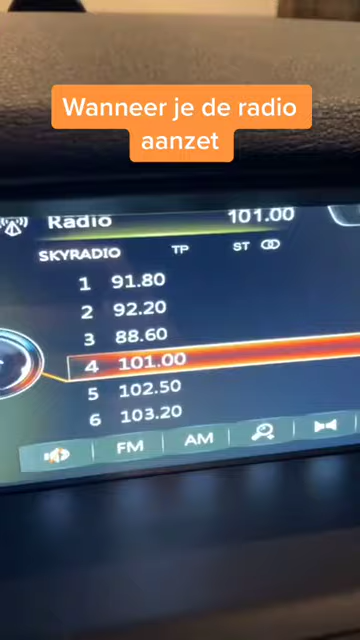 Wanneer je de radio
aanzet
Radio 101.00
SKYRADIO TP ST
1 91.80
2 92.20
3 88.60
4 101.00
5 102.50
6 103.20
FM AM